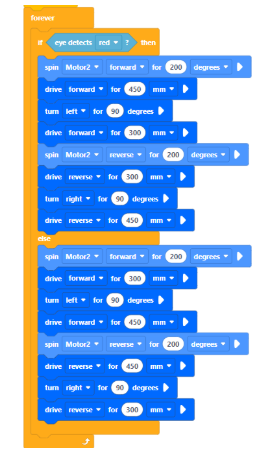 forever
if eye detects red ? then
spin Motor2 forward for 200 degrees
drive forward for 450 mm
turn left for 90 degrees
drive forward for 300 mm
spin Motor2 reverse for 200 degrees
drive reverse for 300 mm
turn right for 90 degrees
drive reverse for 450 mm
else
spin Motor2 forward for 200 degrees
drive forward for 300 mm
turn left for 90 degrees
drive forward for 450 mm
spin Motor2 reverse for 200 degrees
drive reverse for 450 mm
turn right for 90 degrees
drive reverse for 300 mm